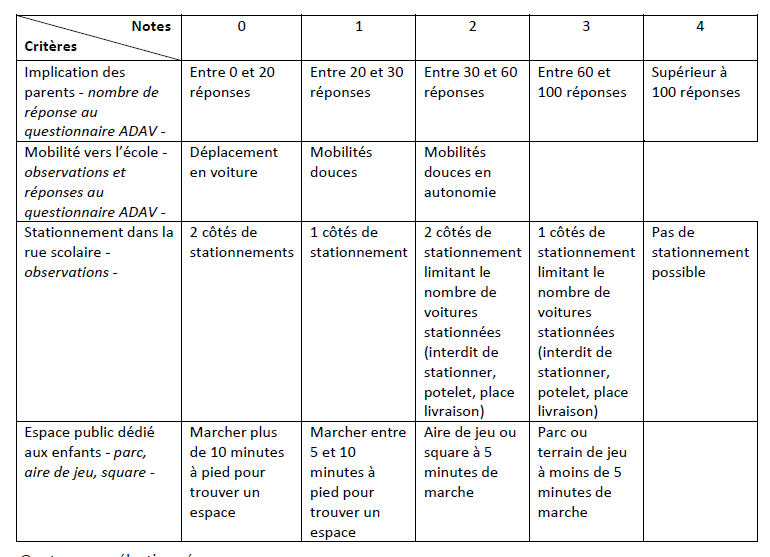 Notes
Critères
0
1
2
3
4
Implication des
parents - nombre de
réponse au
questionnaire ADAV -
Entre 0 et 20
réponses
Entre 20 et 30
réponses
Entre 30 et 60
réponses
Entre 60 et
100 réponses
Supérieur à
100 réponses
Mobilité vers l'école -
observations et
réponses au
questionnaire ADAV -
Déplacement
en voiture
Mobilités
douces
Mobilités
douces en
autonomie
Stationnement dans la
rue scolaire -
observations -
2 côtés de
stationnements
1 côtés de
stationnement
2 côtés de
stationnement
limitant le
nombre de
voitures
stationnées
(interdit de
stationner,
potelet, place
livraison)
1 côtés de
stationnement
limitant le
nombre de
voitures
stationnées
(interdit de
stationner,
potelet, place
livraison)
Pas de
stationnement
possible
Espace public dédié
aux enfants - parc,
aire de jeu, square -
Marcher plus
de 10 minutes
à pied pour
trouver un
espace
Marcher entre
5 et 10
minutes à
pied pour
trouver un
espace
Aire de jeu ou
square à 5
minutes de
marche
Parc ou
terrain de jeu
à moins de 5
minutes de
marche